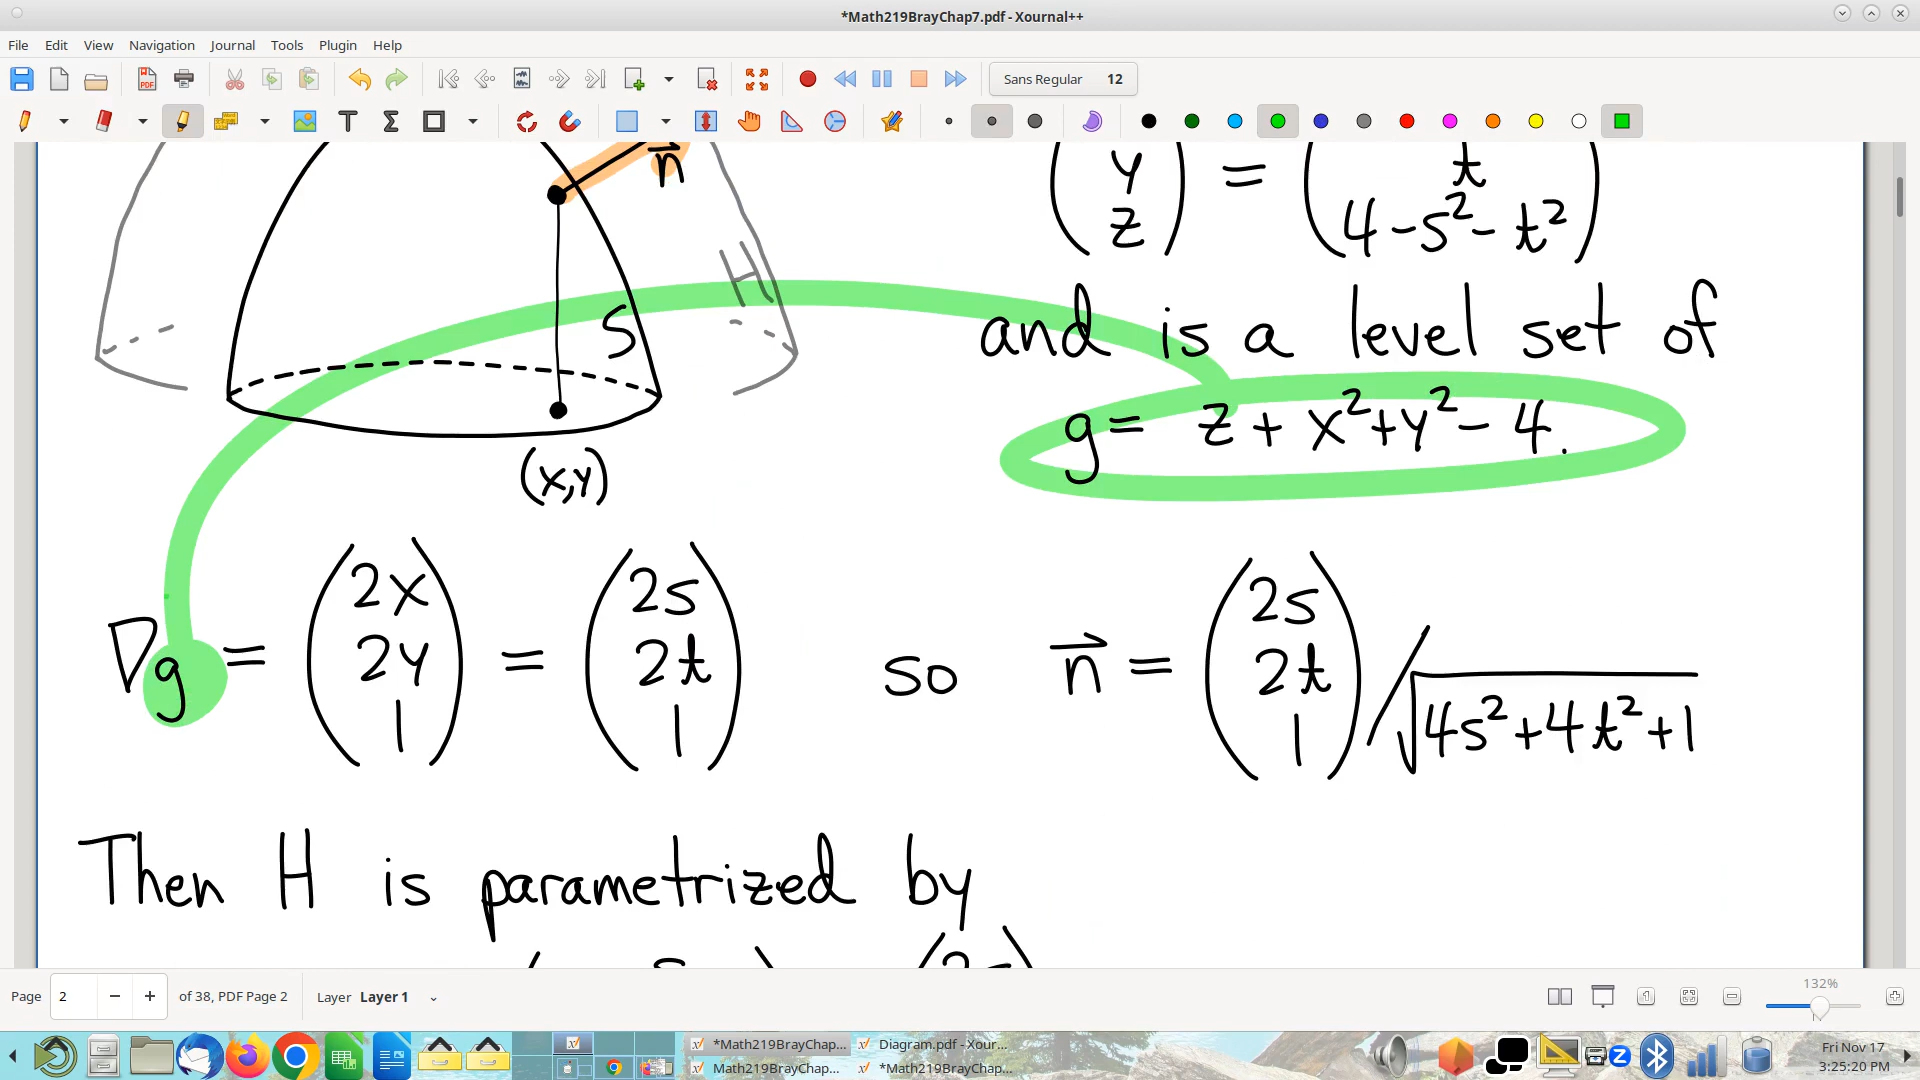 *Math219BrayChap7.pdf - Xournal++
File Edit View Navigation Journal Tools Plugin Help
Sans Regular 12
n⃗
H
S
(x,y)
(y z) = (t 4-s²-t²)
and is a level set of
g= z + x²+y²-4.
∇g = (2x 2y 1) = (2s 2t 1) so n⃗ = (2s 2t 1) / √4s²+4t²+1
Then H is parametrized by
Page 2 of 38, PDF Page 2 Layer Layer 1
132%
*Math219BrayChap... Diagram.pdf - Xour...
Math219BrayChap... *Math219BrayChap...
Fri Nov 17
3:25:20 PM